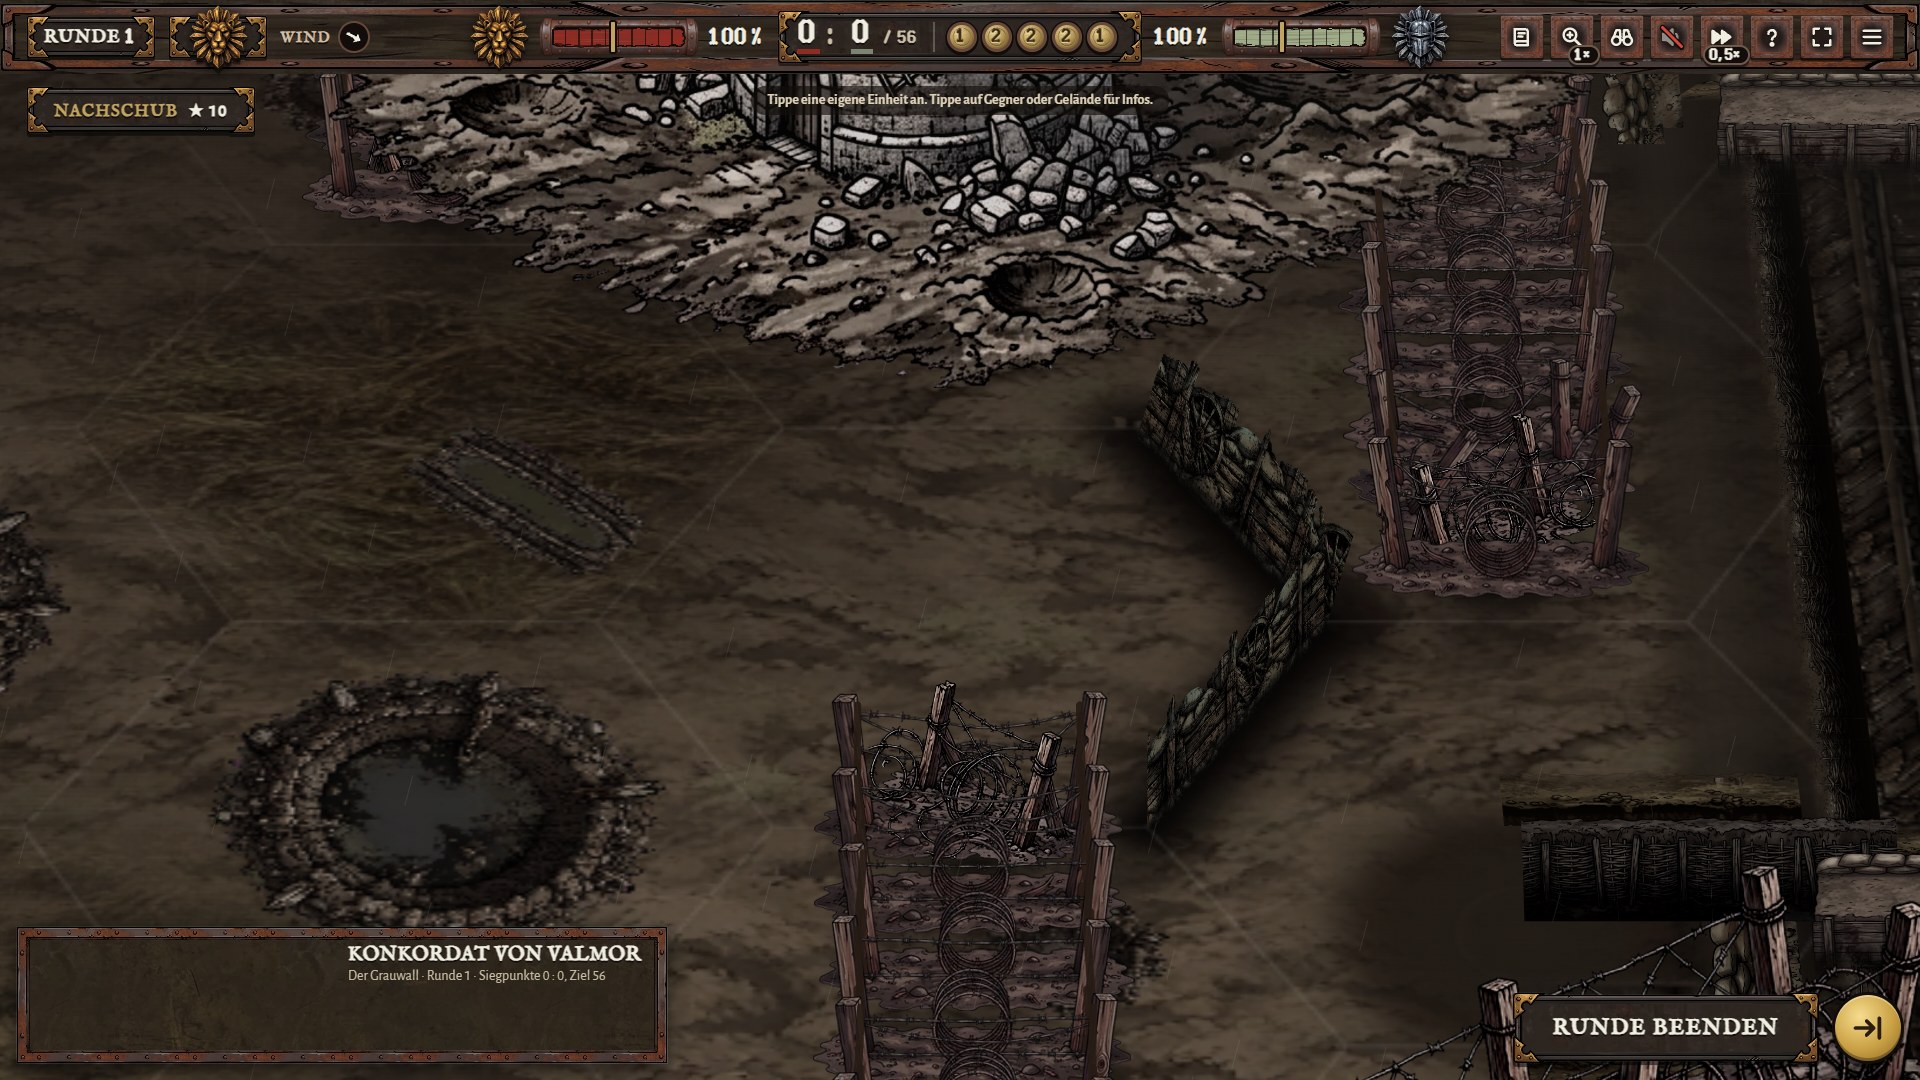 RUNDE 1
WIND
100%
0 : 0 / 56
1 2 2 2 1
100%
1×
0,5×
?
NACHSCHUB ★ 10
Tippe eine eigene Einheit an. Tippe auf Gegner oder Gelände für Infos.
KONKORDAT VON VALMOR
Der Grauwall · Runde 1 · Siegpunkte 0 : 0, Ziel 56
RUNDE BEENDEN